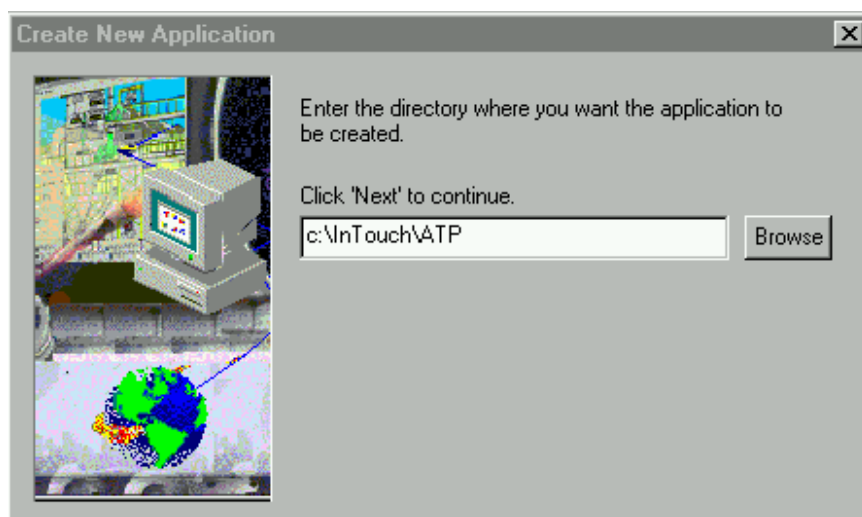 Create New Application
Enter the directory where you want the application to
be created.
Click 'Next' to continue.
c:\InTouch\ATP
Browse